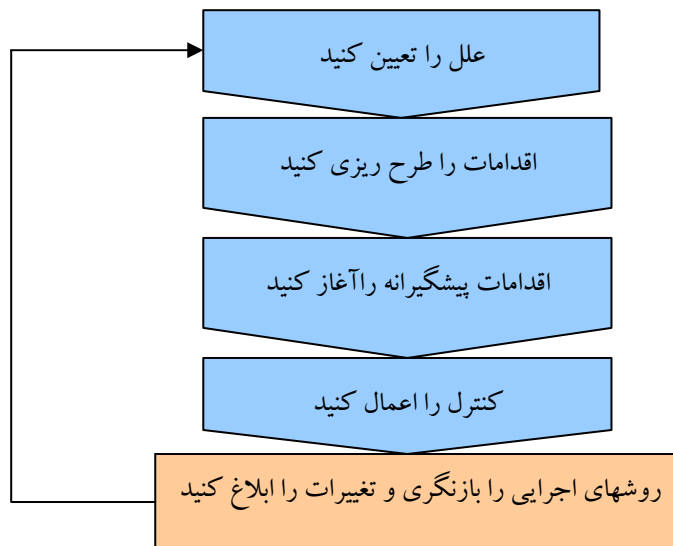 علل را تعیین کنید
اقدامات را طرح ریزی کنید
اقدامات پیشگیرانه راآغاز کنید
کنترل را اعمال کنید
روشهای اجرایی را بازنگری و تغییرات را ابلاغ کنید